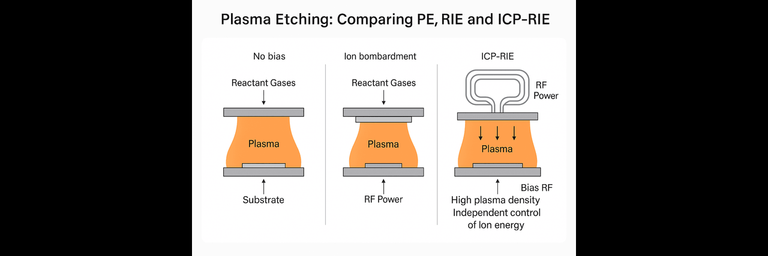 Plasma Etching: Comparing PE, RIE and ICP-RIE
No bias
Reactant Gases
Plasma
Substrate
Ion bombardment
Reactant Gases
Plasma
RF Power
ICP-RIE
RF
Power
Plasma
Bias RF
High plasma density
Independent control
of Ion energy